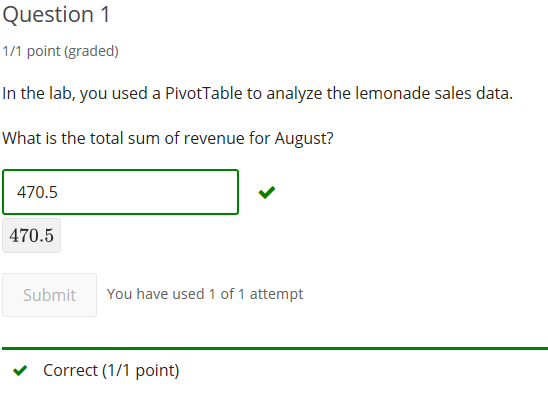 Question 1
1/1 point (graded)
In the lab, you used a PivotTable to analyze the lemonade sales data.
What is the total sum of revenue for August?
470.5
470.5
Submit You have used 1 of 1 attempt
Correct (1/1 point)